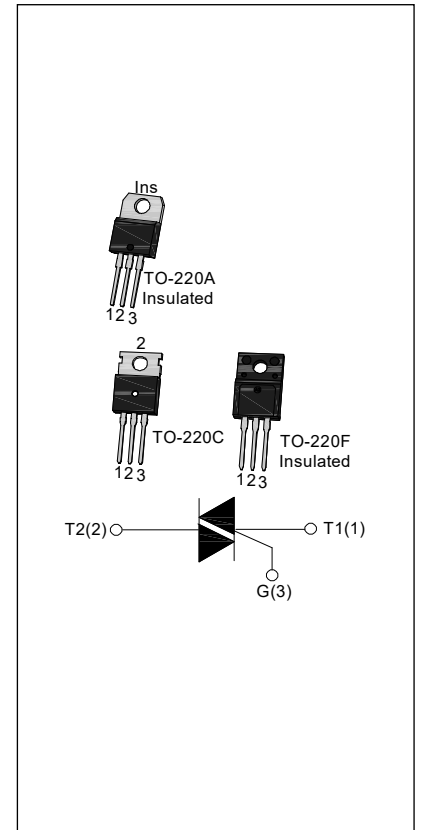 Ins
TO-220A
Insulated
123
2
TO-220C
123
TO-220F
Insulated
123
T2(2)
T1(1)
G(3)